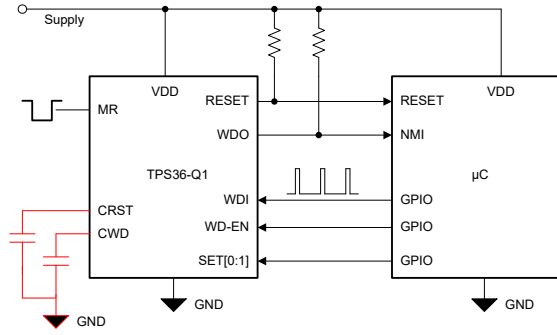 Supply
VDD
VDD
MR
RESET
RESET
WDO
NMI
TPS36-Q1
µC
WDI
GPIO
CRST
WD-EN
GPIO
CWD
SET[0:1]
GPIO
GND
GND
GND